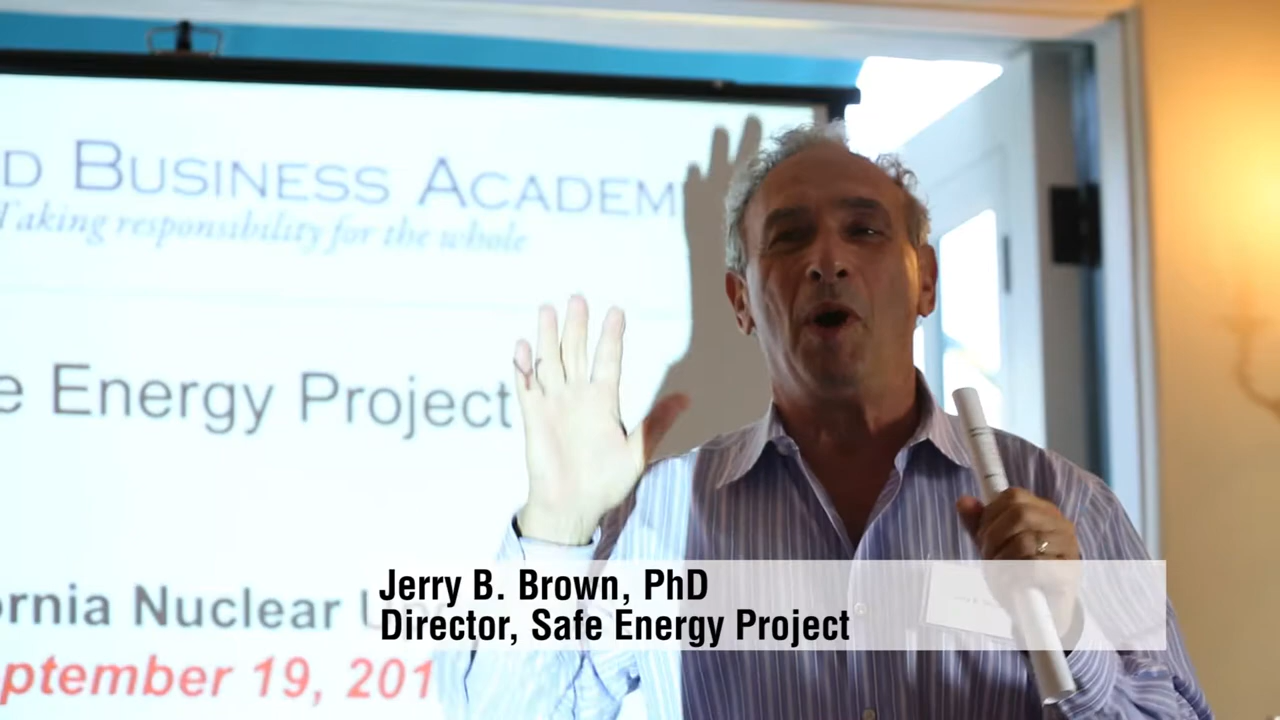 D BUSINESS ACADEM
Taking responsibility for the whole
e Energy Project
ornia Nuclear
ptember 19, 201
Jerry B. Brown, PhD
Director, Safe Energy Project